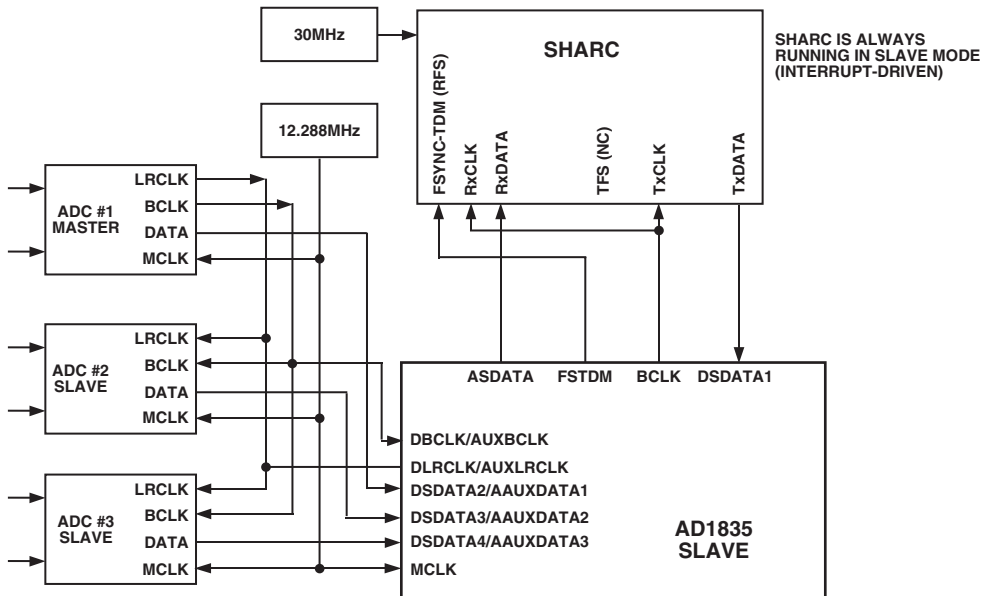 30MHz
SHARC
SHARC IS ALWAYS
RUNNING IN SLAVE MODE
(INTERRUPT-DRIVEN)
FSYNC-TDM (RFS)
RxCLK
RxDATA
TFS (NC)
TxCLK
TxDATA
12.288MHz
ADC #1
MASTER
LRCLK
BCLK
DATA
MCLK
ADC #2
SLAVE
LRCLK
BCLK
DATA
MCLK
ADC #3
SLAVE
LRCLK
BCLK
DATA
MCLK
ASDATA
FSTDM
BCLK
DSDATA1
DBCLK/AUXBCLK
DLRCLK/AUXLRCLK
DSDATA2/AAUXDATA1
DSDATA3/AAUXDATA2
DSDATA4/AAUXDATA3
MCLK
AD1835
SLAVE